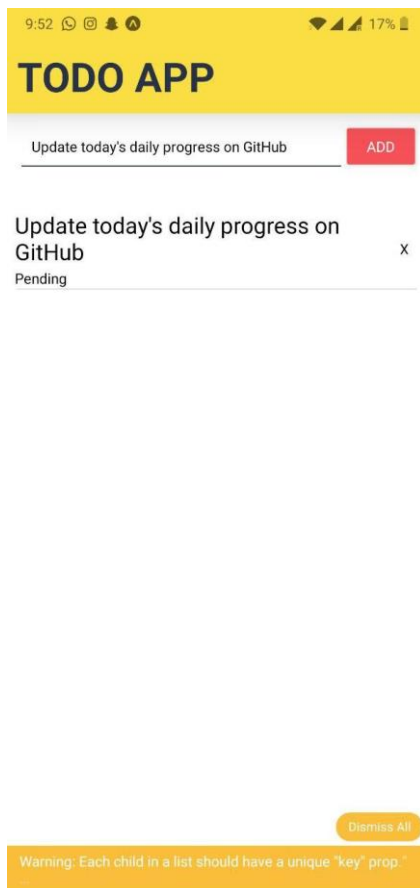 9:52 17%
TODO APP
Update today's daily progress on GitHub ADD
Update today's daily progress on
GitHub X
Pending
Dismiss All
Warning: Each child in a list should have a unique "key" prop."
..